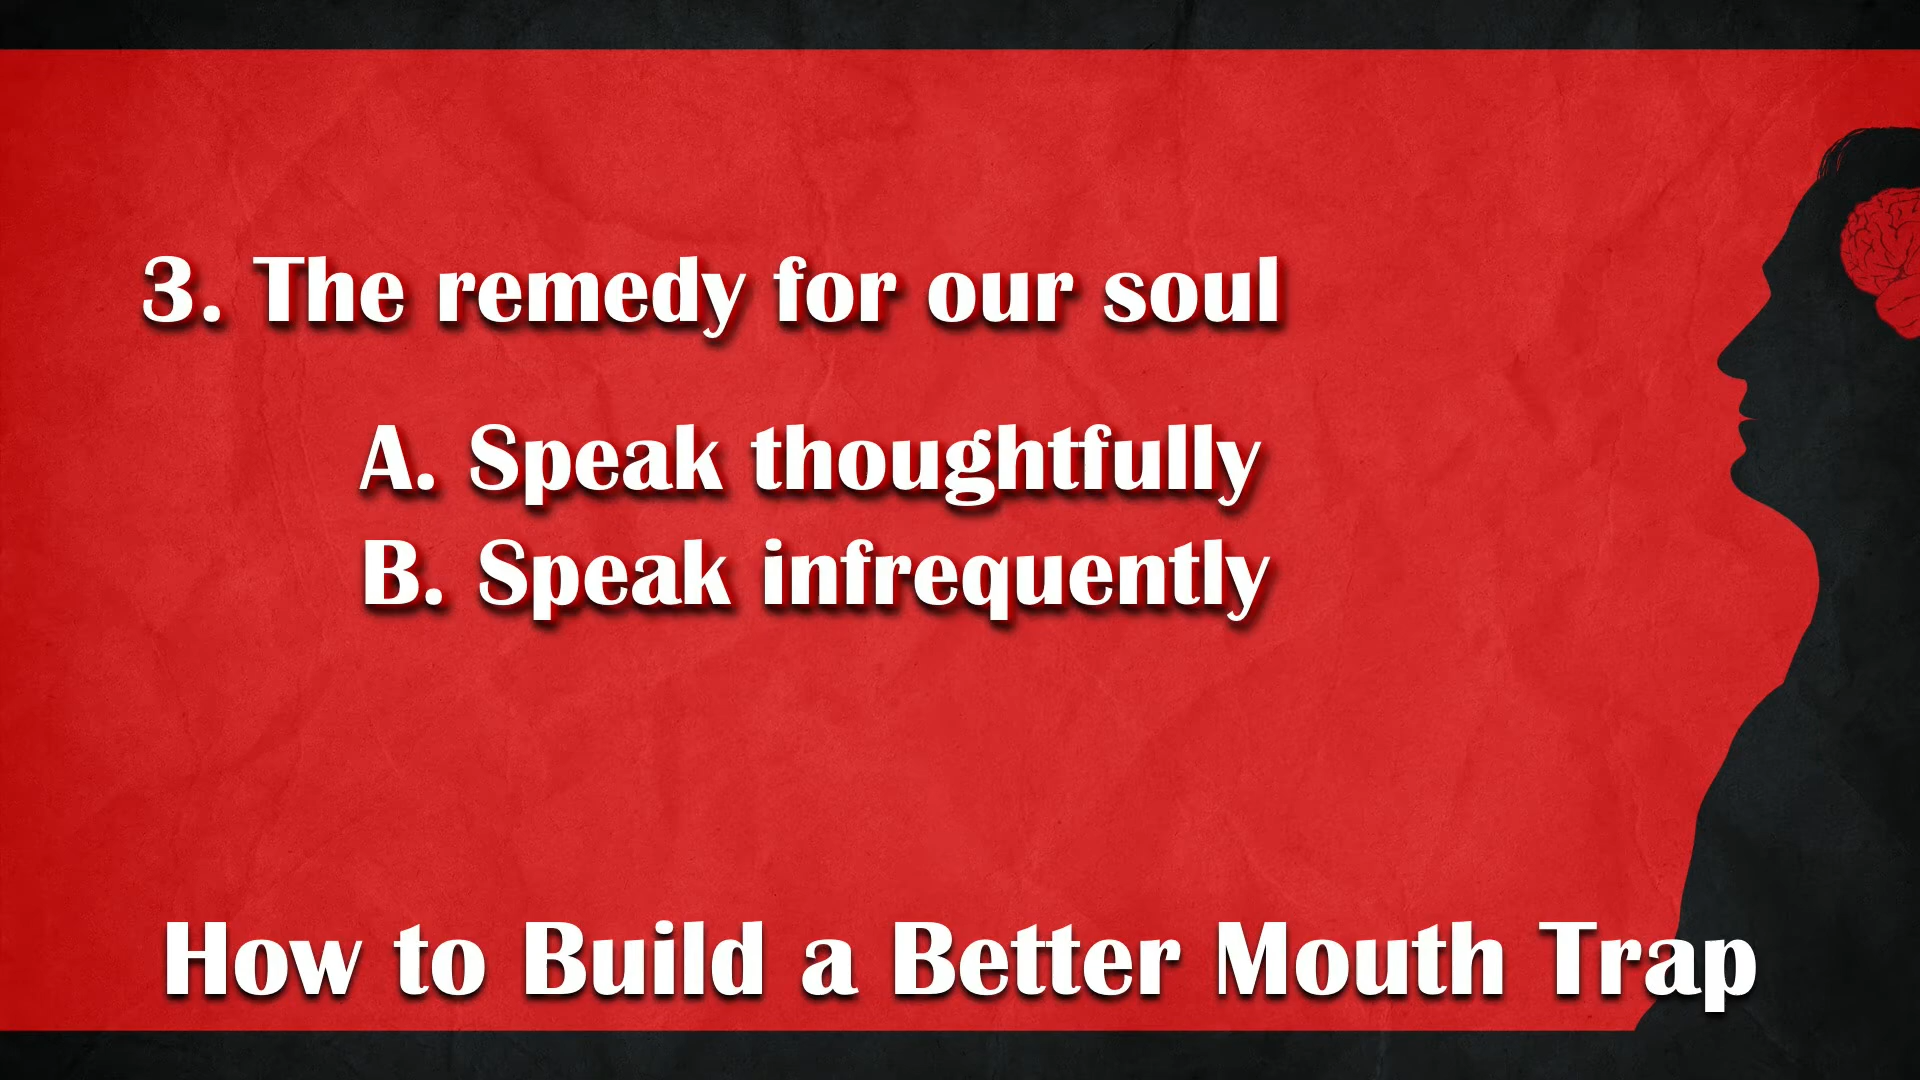 3. The remedy for our soul
A. Speak thoughtfully
B. Speak infrequently
How to Build a Better Mouth Trap